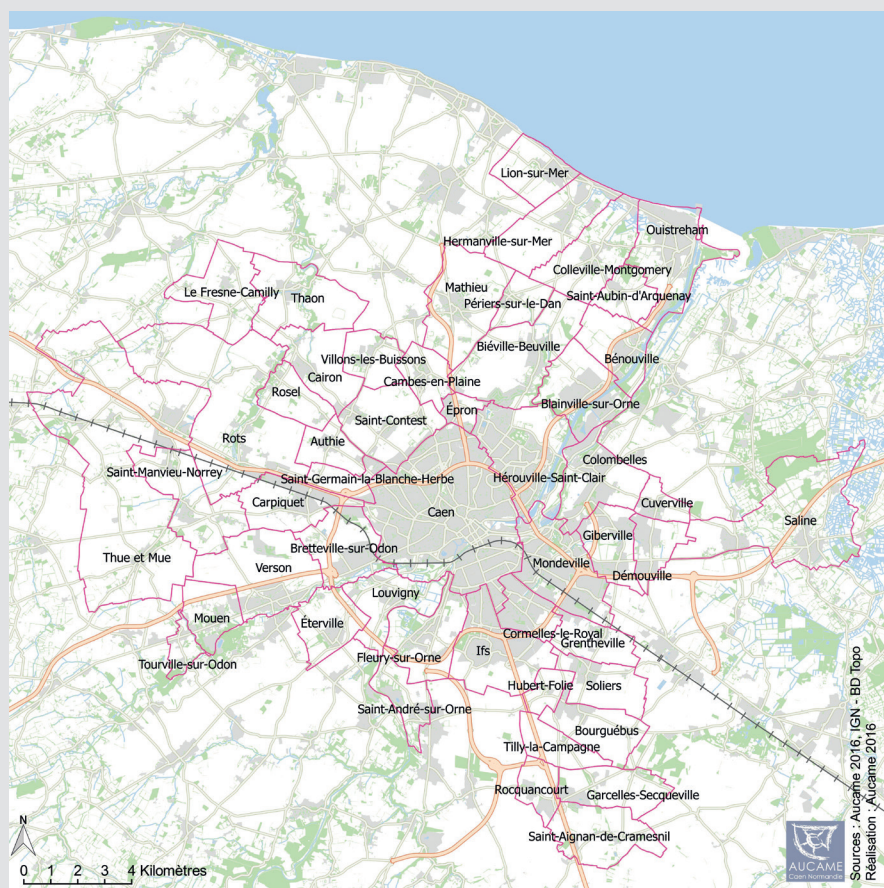 Lion-sur-Mer
Ouistreham
Hermanville-sur-Mer
Colleville-Montgomery
Mathieu
Le Fresne-Camilly
Thaon
Périers-sur-le-Dan
Saint-Aubin-d'Arquenay
Biéville-Beuville
Bénouville
Villons-les-Buissons
Cairon
Cambes-en-Plaine
Rosel
Blainville-sur-Orne
Épron
Saint-Contest
Rots
Authie
Colombelles
Saint-Manvieu-Norrey
Saint-Germain-la-Blanche-Herbe
Hérouville-Saint-Clair
Carpiquet
Cuverville
Caen
Saline
Giberville
Bretteville-sur-Odon
Thue et Mue
Verson
Mondeville
Démouville
Louvigny
Mouen
Éterville
Cormelles-le-Royal
Grentheville
Ifs
Fleury-sur-Orne
Tourville-sur-Odon
Hubert-Folie
Soliers
Saint-André-sur-Orne
Bourguébus
Tilly-la-Campagne
Rocquancourt
Garcelles-Secqueville
Saint-Aignan-de-Cramesnil
N
0 1 2 3 4 Kilomètres
AUCAME
Caen Normandie
Sources : Aucame 2016, IGN - BD Topo
Réalisation : Aucame 2016